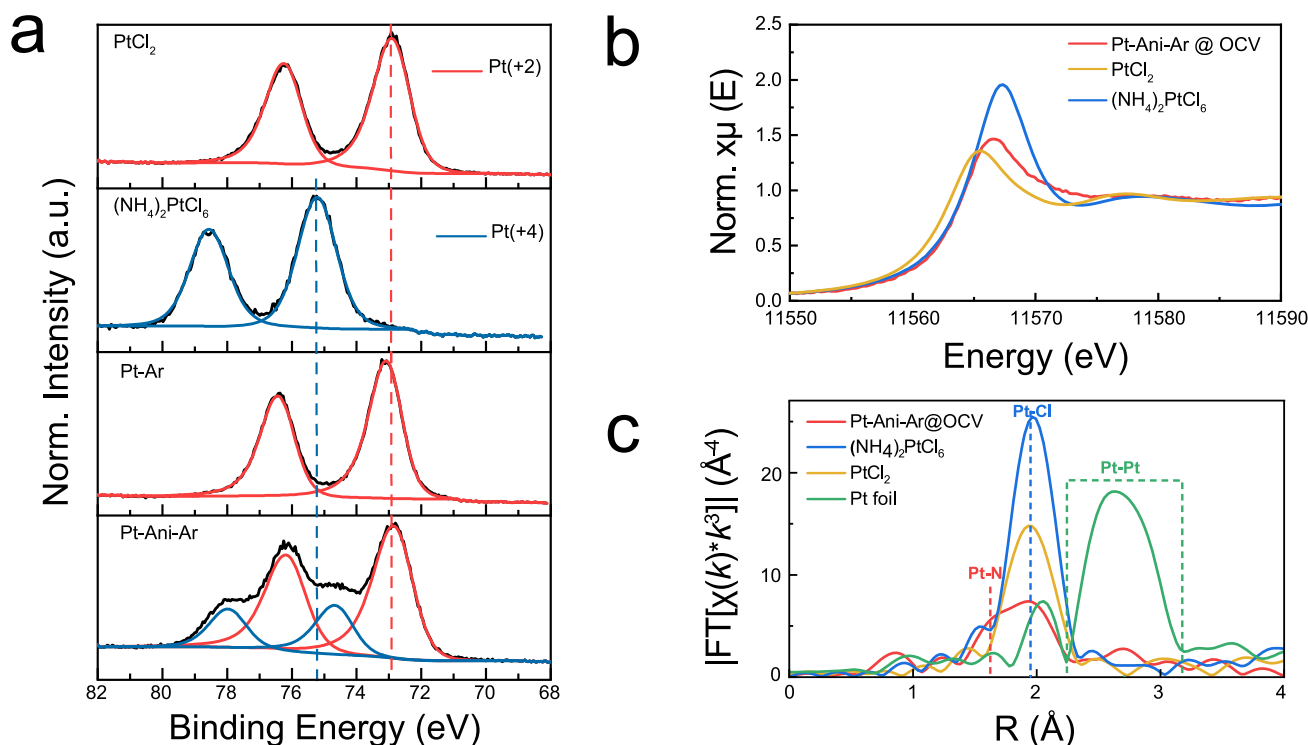 a
PtCl2
Pt(+2)
(NH4)2PtCl6
Pt(+4)
Pt-Ar
Pt-Ani-Ar
Norm. Intensity (a.u.)
82 80 78 76 74 72 70 68
Binding Energy (eV)
b
Pt-Ani-Ar @ OCV
PtCl2
(NH4)2PtCl6
2.5
2.0
1.5
1.0
0.5
0.0
Norm. xμ (E)
11550 11560 11570 11580 11590
Energy (eV)
c
Pt-Ani-Ar@OCV
(NH4)2PtCl6
PtCl2
Pt foil
Pt-Cl
Pt-Pt
Pt-N
20
10
0
|FT[χ(k)*k³]| (Å⁻⁴)
0 1 2 3 4
R (Å)